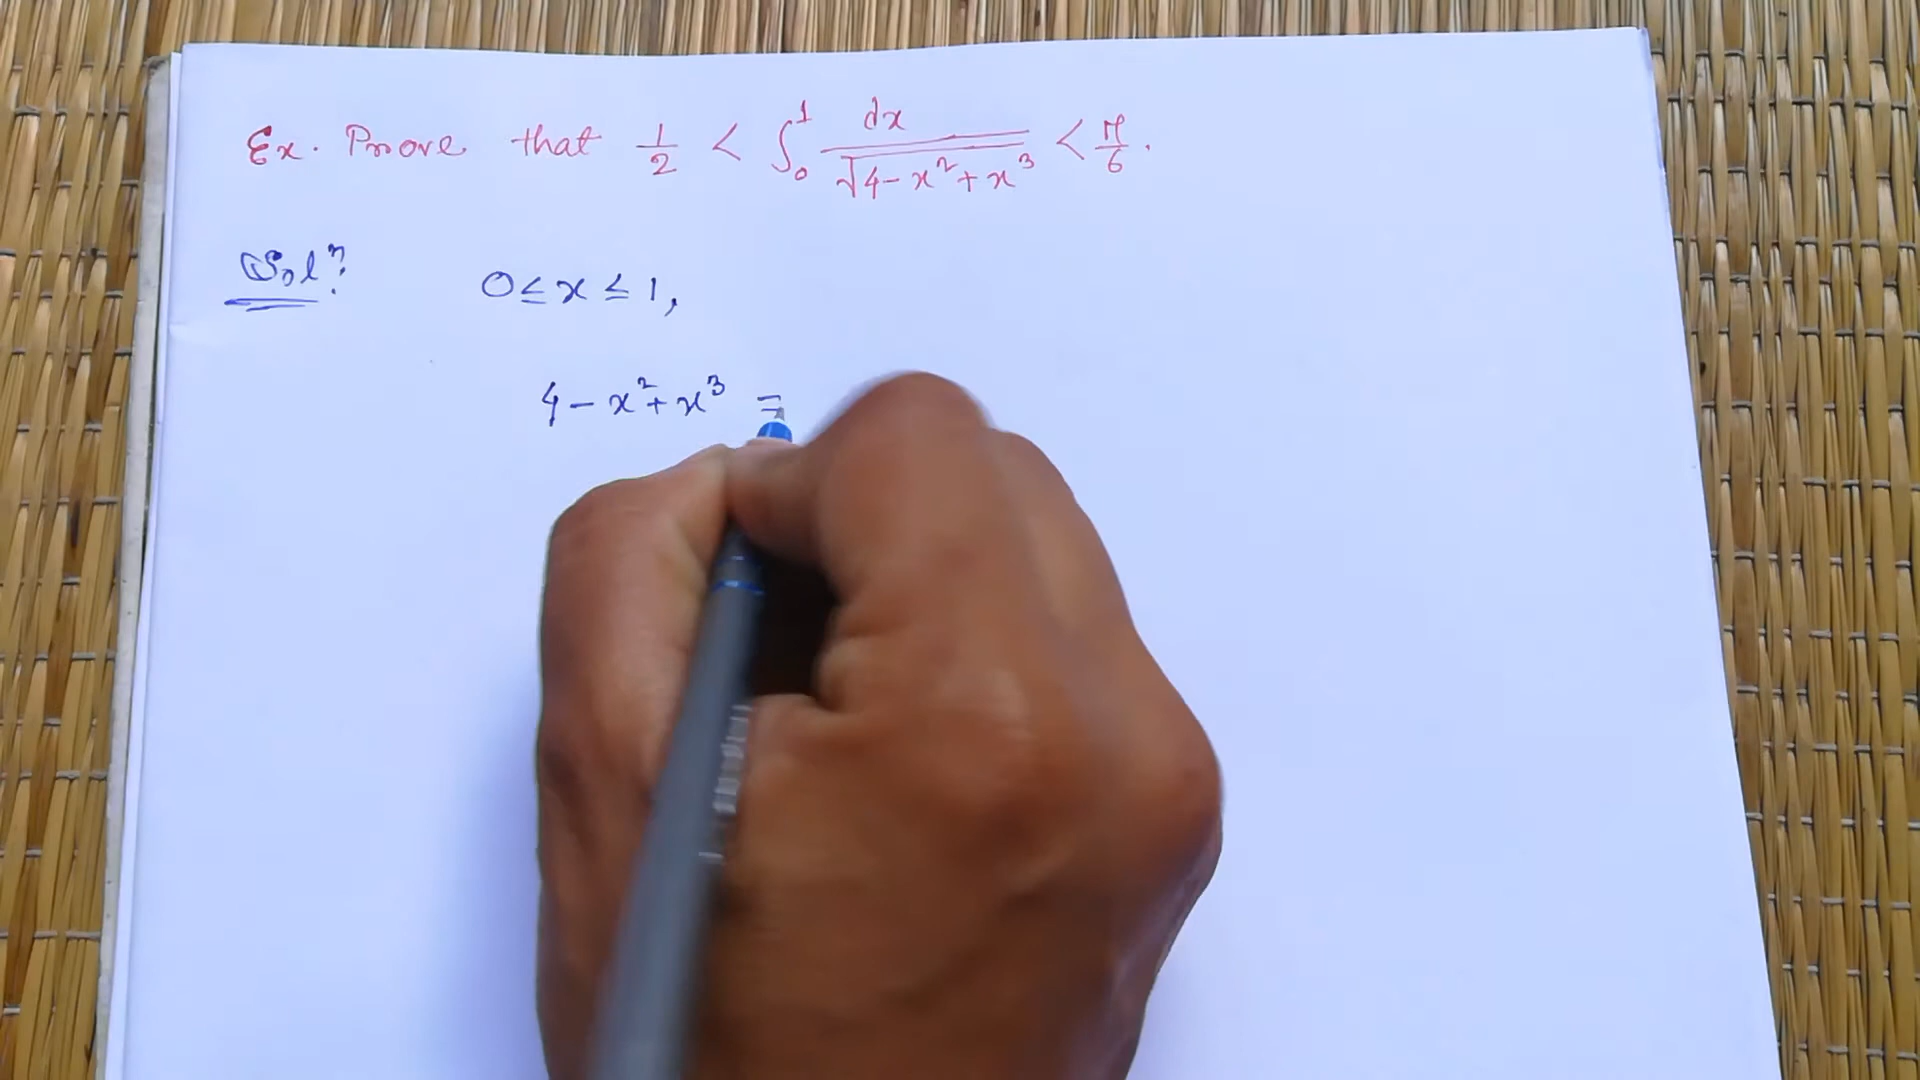 Ex. Prove that 1/2 < ∫₀¹ dx/√(4-x²+x³) < π/6.
Solⁿ.
0≤x≤1,
4-x²+x³ =